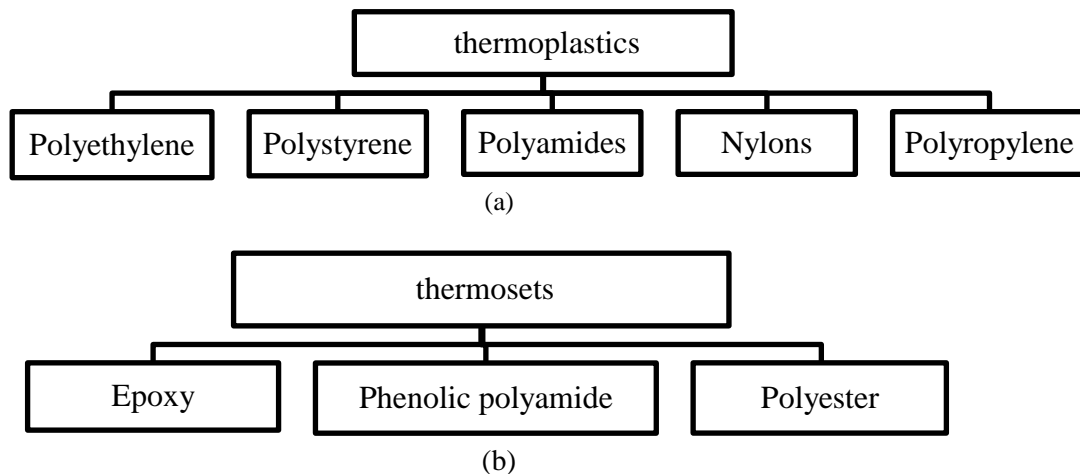 thermoplastics
Polyethylene Polystyrene Polyamides Nylons Polyropylene
(a)
thermosets
Epoxy Phenolic polyamide Polyester
(b)